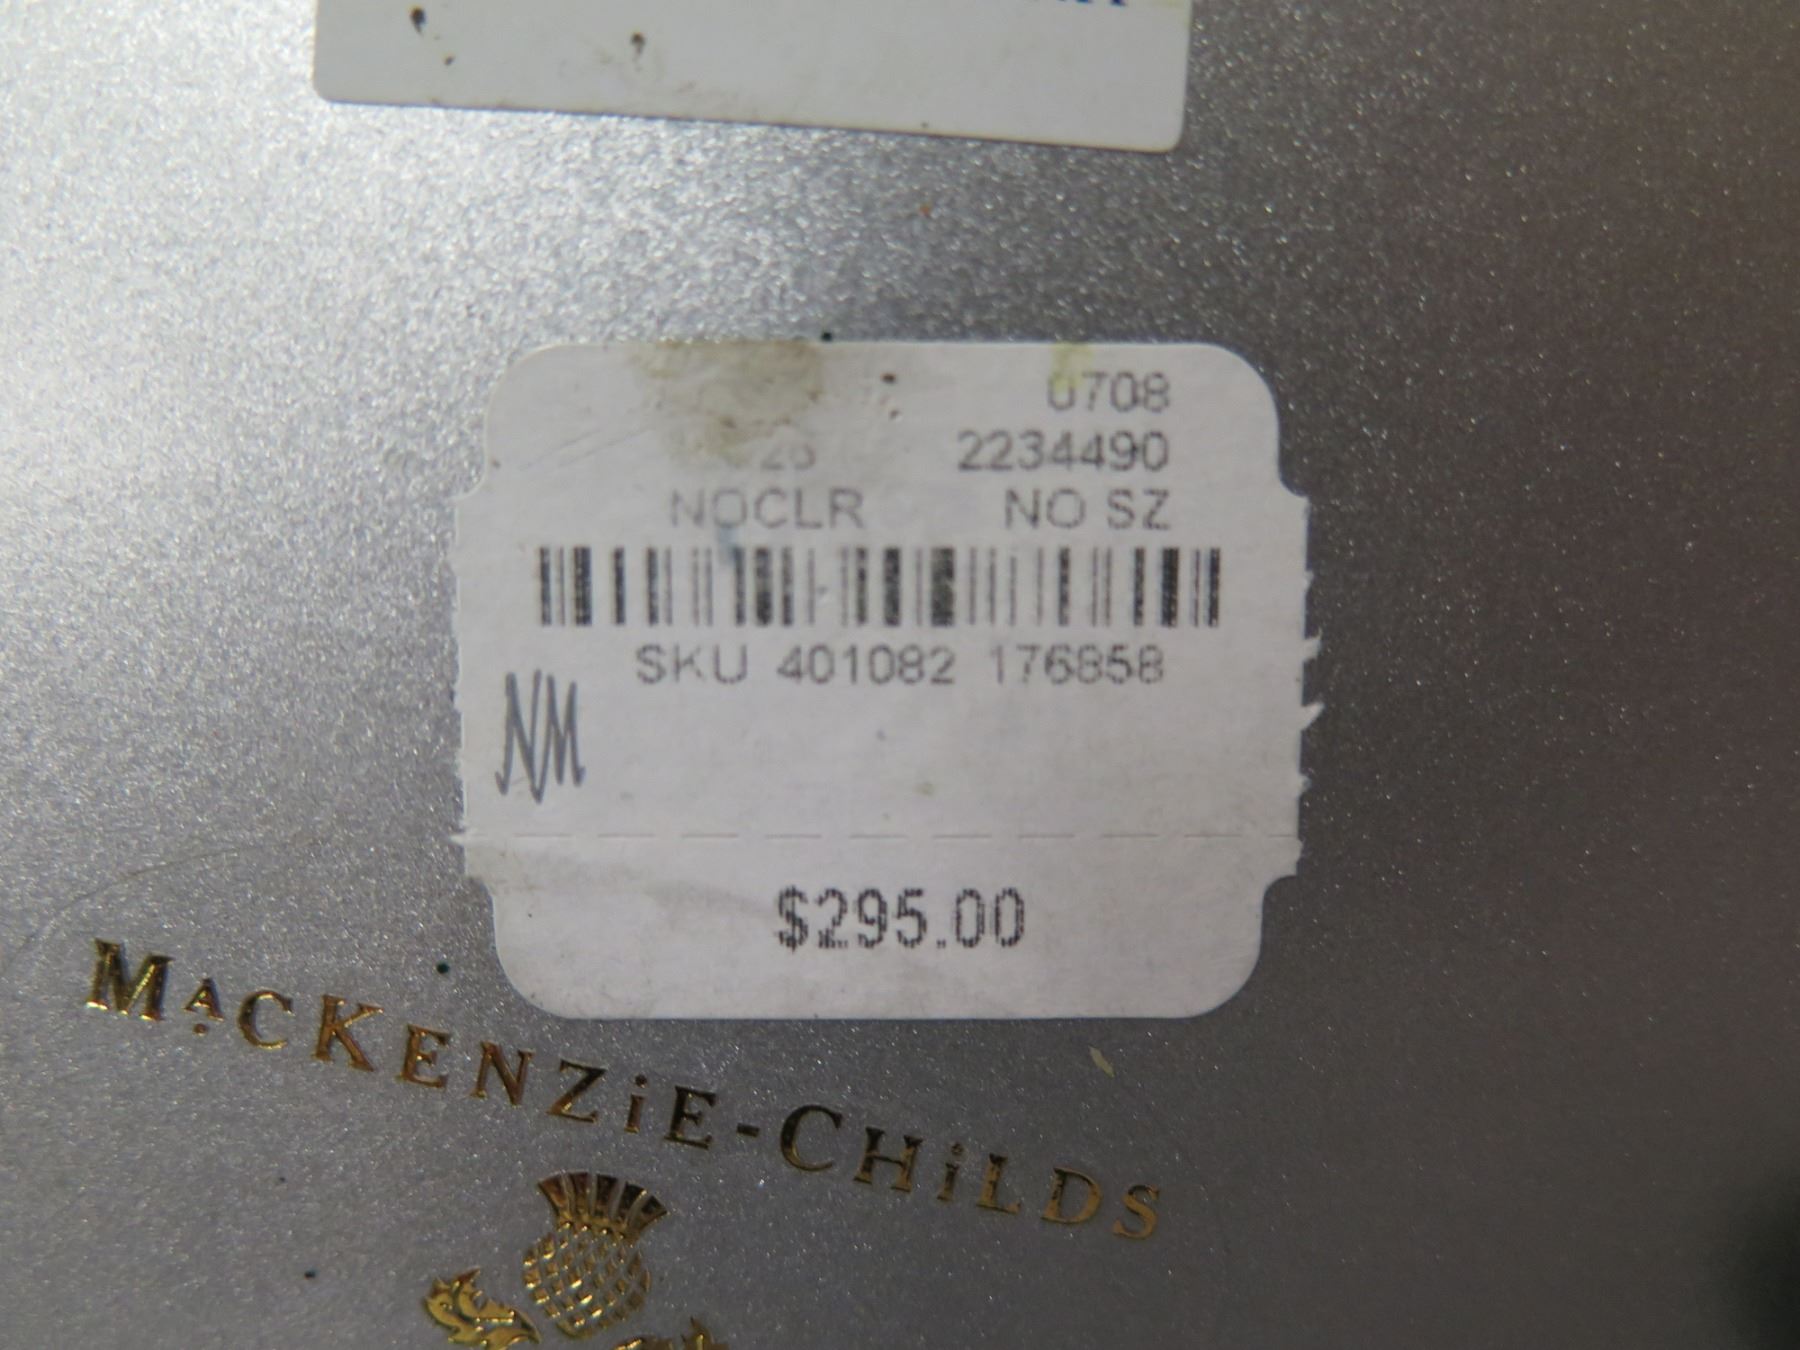 0708
2234490
NOCLR NO SZ
SKU 401082 176858
NM
$295.00
MACKENZiE-CHiLDS